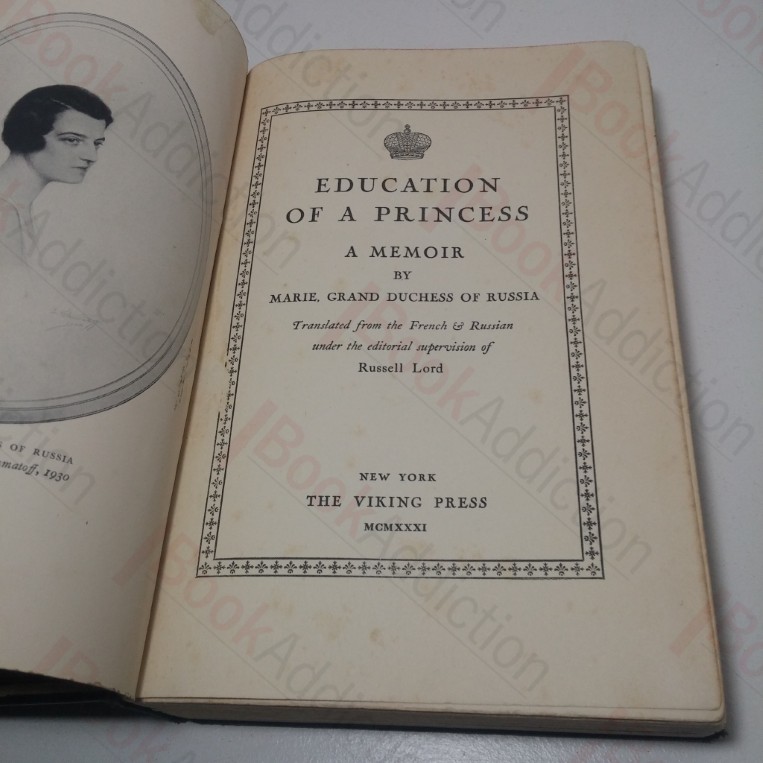 OF RUSSIA
1930
EDUCATION
OF A PRINCESS
A MEMOIR
BY
MARIE, GRAND DUCHESS OF RUSSIA
Translated from the French & Russian
under the editorial supervision of
Russell Lord
NEW YORK
THE VIKING PRESS
MCMXXXI
BookAddiction